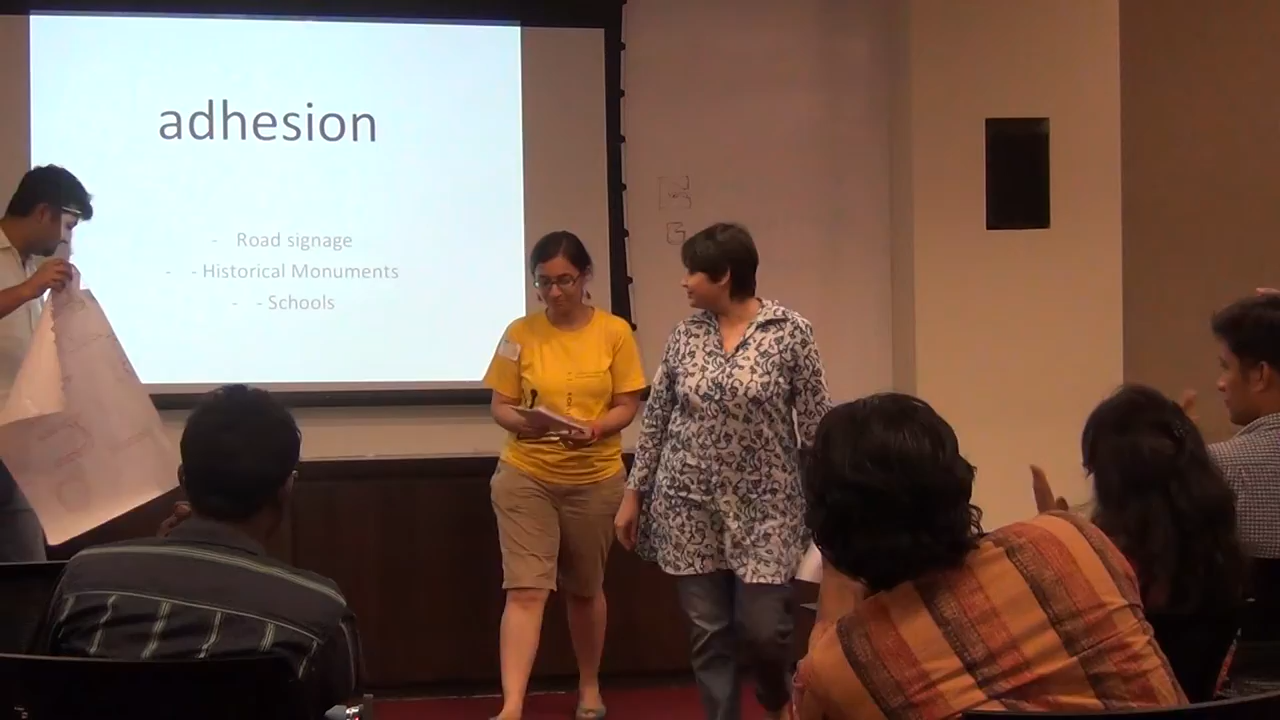 adhesion
- Road signage
- - Historical Monuments
- - Schools